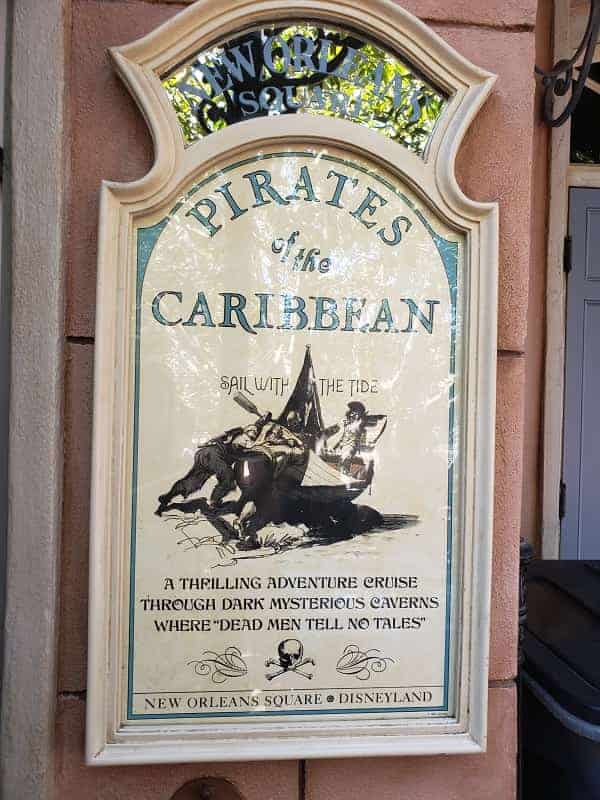 NEW ORLEANS
SQUARE
PIRATES
of the
CARIBBEAN
SAIL WITH THE TIDE
A THRILLING ADVENTURE CRUISE
THROUGH DARK MYSTERIOUS CAVERNS
WHERE "DEAD MEN TELL NO TALES"
NEW ORLEANS SQUARE • DISNEYLAND